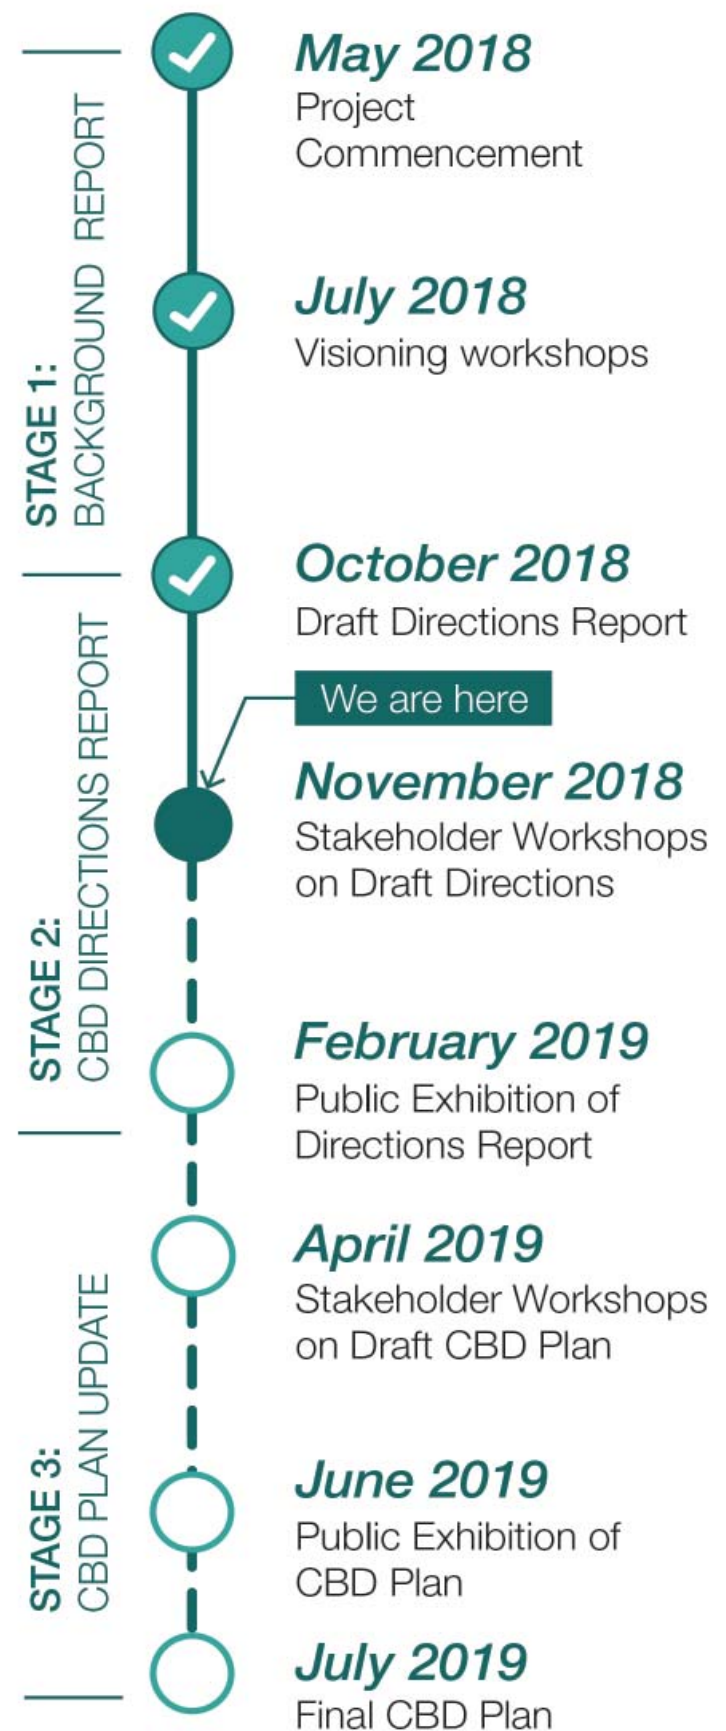 STAGE 1:
BACKGROUND REPORT
May 2018
Project
Commencement
July 2018
Visioning workshops
October 2018
Draft Directions Report
STAGE 2:
CBD DIRECTIONS REPORT
We are here
November 2018
Stakeholder Workshops
on Draft Directions
February 2019
Public Exhibition of
Directions Report
STAGE 3:
CBD PLAN UPDATE
April 2019
Stakeholder Workshops
on Draft CBD Plan
June 2019
Public Exhibition of
CBD Plan
July 2019
Final CBD Plan